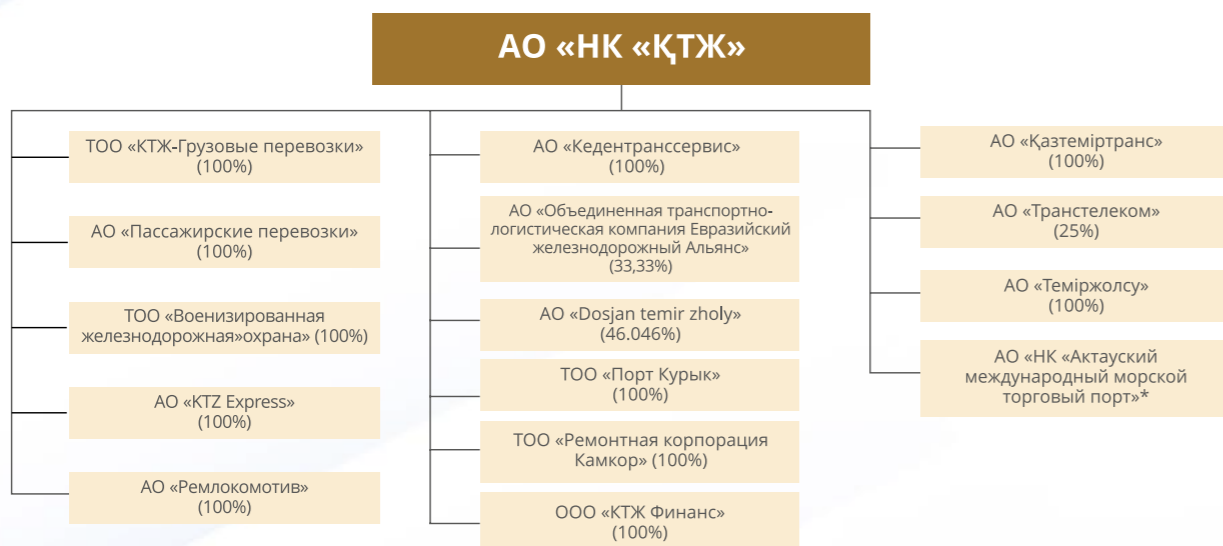 АО «НК «ҚТЖ»
ТОО «КТЖ-Грузовые перевозки»
(100%)
АО «Пассажирские перевозки»
(100%)
ТОО «Военизированная
железнодорожная»охрана» (100%)
АО «KTZ Express»
(100%)
АО «Ремлокомотив»
(100%)
АО «Кедентранссервис»
(100%)
АО «Объединенная транспортно-
логистическая компания Евразийский
железнодорожный Альянс»
(33,33%)
АО «Dosjan temir zholy»
(46.046%)
ТОО «Порт Курык»
(100%)
ТОО «Ремонтная корпорация
Камкор» (100%)
ООО «КТЖ Финанс»
(100%)
АО «Қазтеміртранс»
(100%)
АО «Транстелеком»
(25%)
АО «Теміржолсу»
(100%)
АО «НК «Актауский
международный морской
торговый порт»*